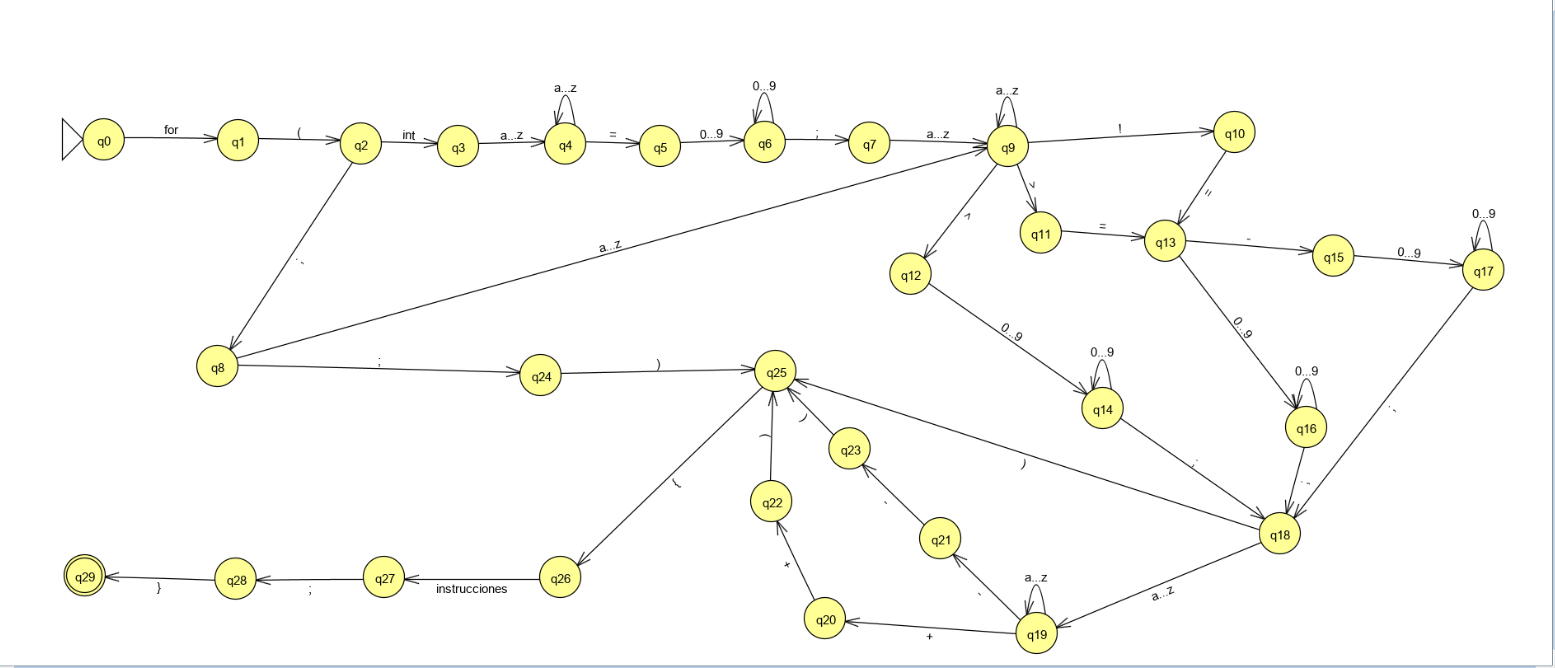 a...z
0...9
a...z
for
(
int
a...z
=
0...9
;
a...z
!
q0
q1
q2
q3
q4
q5
q6
q7
q9
q10
<
=
0...9
>
a...z
=
-
0...9
q11
q13
q15
q17
;
q12
0...9
0...9
0...9
0...9
;
)
q8
q24
q25
q14
q16
;
)
)
)
;
;
{
q23
)
-
q22
q18
q21
+
-
a...z
a...z
q29
q28
q27
q26
}
;
instrucciones
q20
+
q19